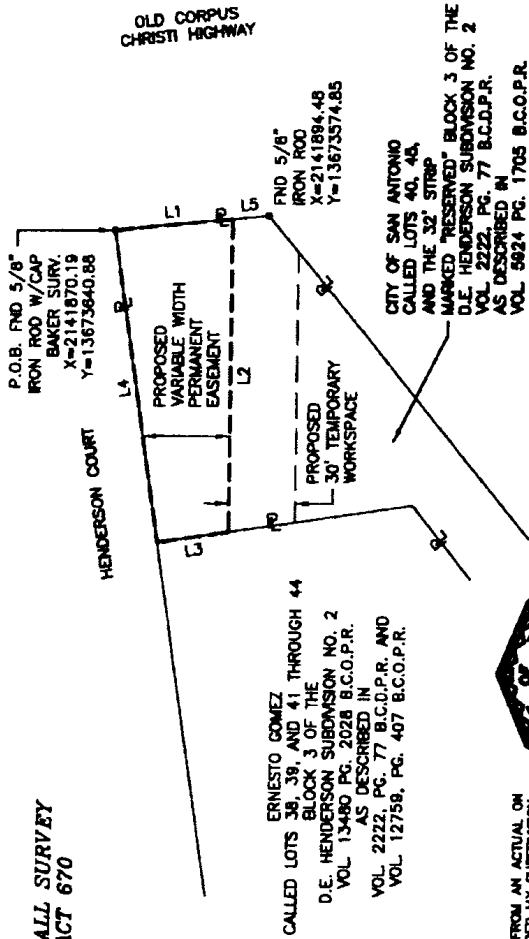 OLD CORPUS
CHRISTI HIGHWAY
P.O.B. FND 5/8"
IRON ROD W/CAP
BAKER SURV.
X=2141870.19
Y=13673640.88
FND 5/8"
IRON ROD
X=2141894.48
Y=13673574.85
L1
L5
L4
L2
L3
HENDERSON COURT
PROPOSED
VARIABLE WIDTH
PERMANENT
EASEMENT
PROPOSED
30' TEMPORARY
WORKSPACE
CITY OF SAN ANTONIO
CALLED LOTS 40, 45,
AND THE 32' STRIP
MARKED "RESERVED" BLOCK 3 OF THE
D.E. HENDERSON SUBDIVISION NO. 2
VOL. 2222, PG. 77 B.C.D.P.R.
AS DESCRIBED IN
VOL. 5924 PG. 1705 B.C.O.P.R.
ERNESTO GOMEZ
CALLED LOTS 38, 39, AND 41 THROUGH 44
BLOCK 3 OF THE
D.E. HENDERSON SUBDIVISION NO. 2
VOL. 13480 PG. 2028 B.C.O.P.R.
AS DESCRIBED IN
VOL. 2222, PG. 77 B.C.D.P.R. AND
VOL. 12759, PG. 407 B.C.O.P.R.
ALL SURVEY
ACT 670
OF
FROM AN ACTUAL ON